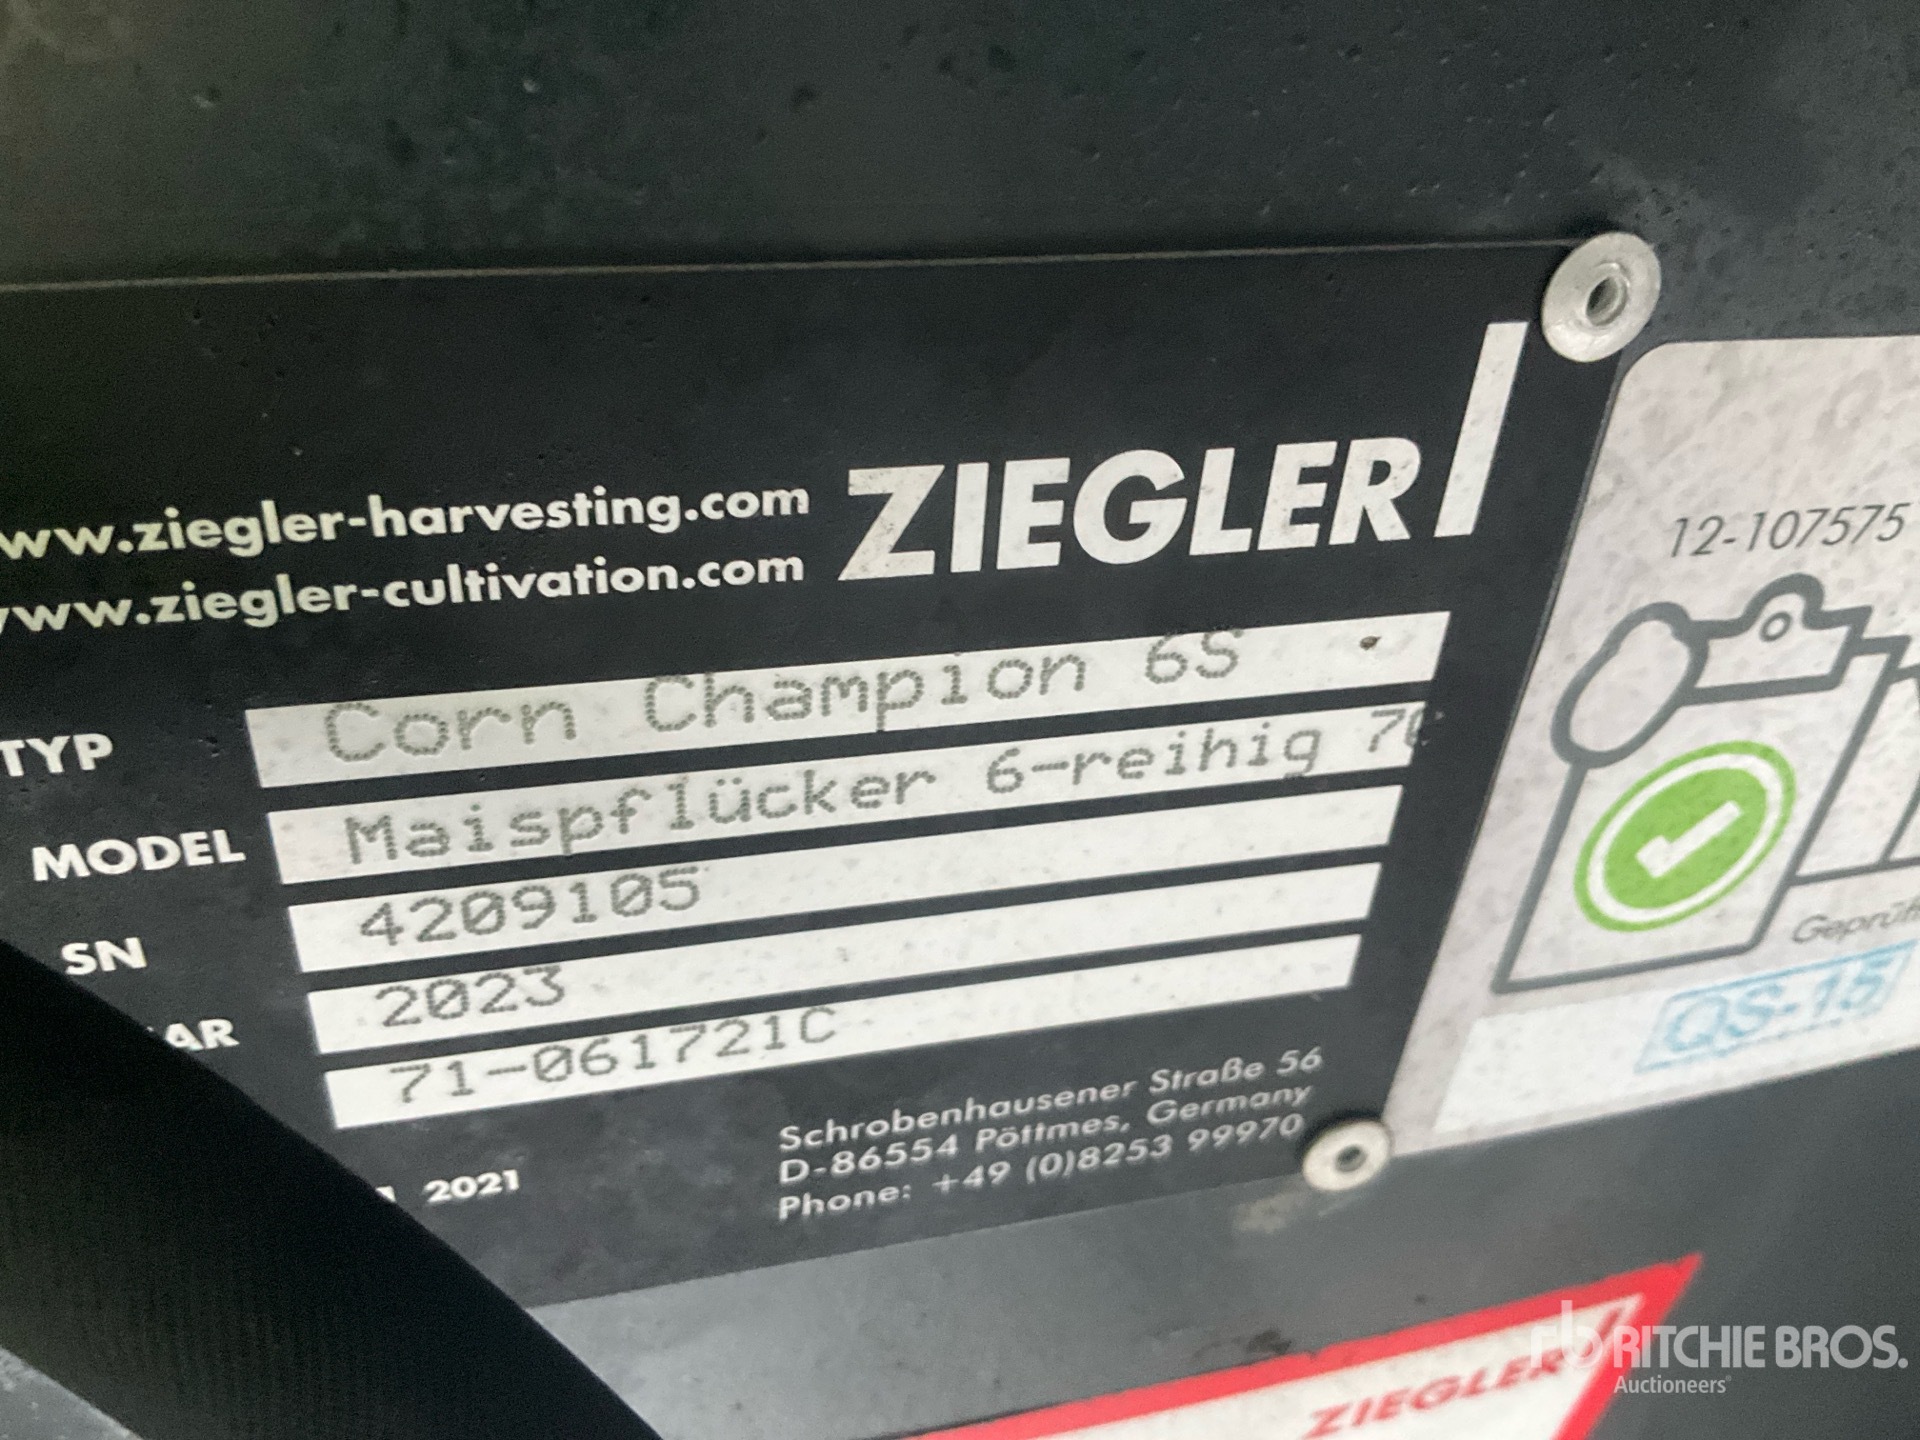 www.ziegler-harvesting.com
www.ziegler-cultivation.com
ZIEGLER
TYP Corn Champion 6S
MODEL Maispflücker 6-reihig
SN 4209105
2023
71-061721C
2021
Schrobenhausener Straße 56
D-86554 Pöttmes, Germany
Phone: +49 (0)8253 99970
12-107575
QS-15
ZIEGLER
RITCHIE BROS.
Auctioneers